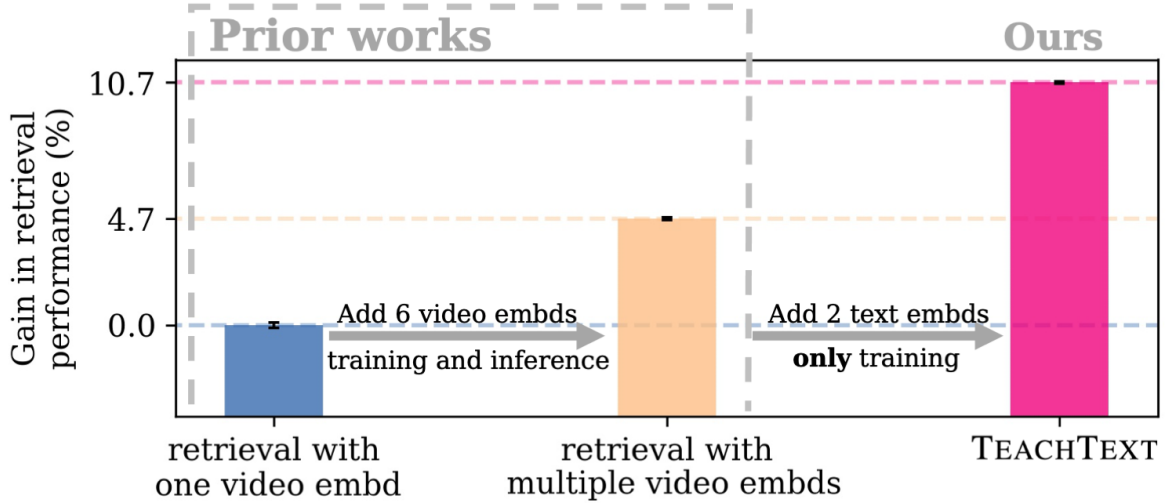 Prior works
Ours
Gain in retrieval
performance (%)
10.7
4.7
0.0
Add 6 video embds
training and inference
Add 2 text embds
only training
retrieval with
one video embd
retrieval with
multiple video embds
TEACHTEXT